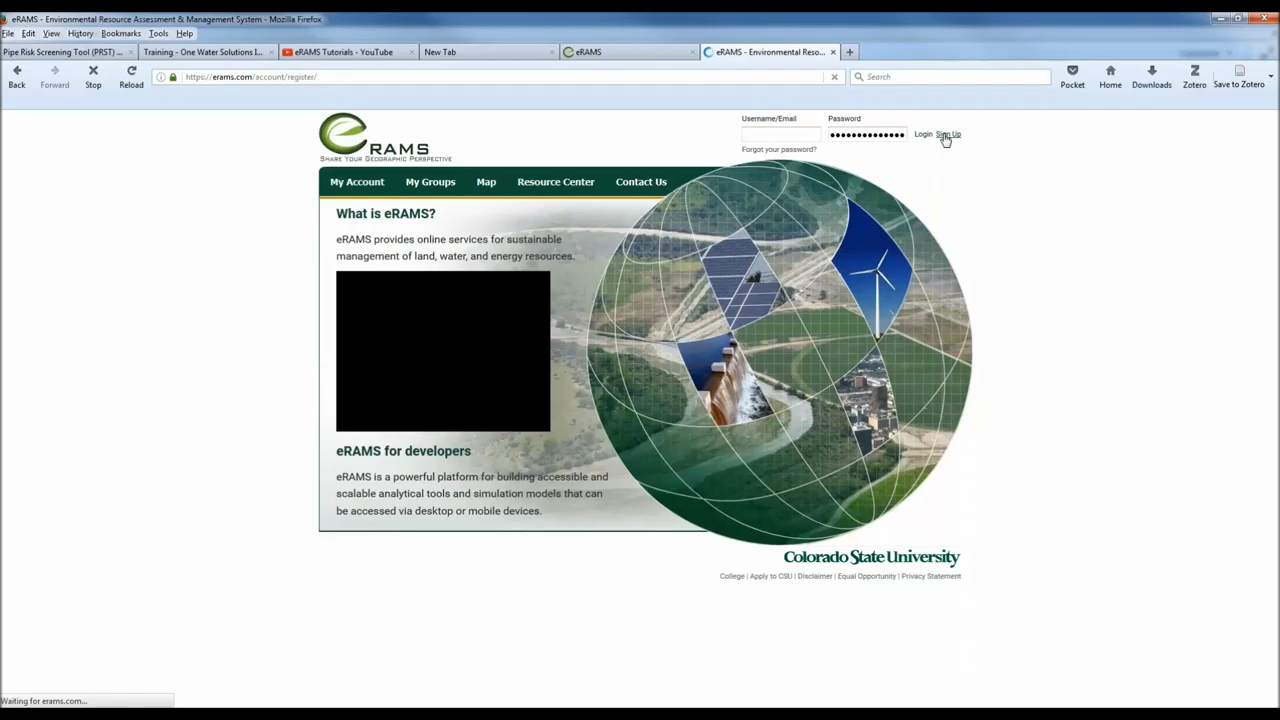 eRAMS - Environmental Resource Assessment & Management System - Mozilla Firefox
File Edit View History Bookmarks Tools Help
Pipe Risk Screening Tool (PRST) ... × Training - One Water Solutions I... × eRAMS Tutorials - YouTube × New Tab × eRAMS × eRAMS - Environmental Reso... × +
Back Forward Stop Reload https://erams.com/account/register/ Search Pocket Home Downloads Zotero Save to Zotero
Username/Email Password
●●●●●●●●●●●●●● Login Sign Up
Forgot your password?
eRAMS
SHARE YOUR GEOGRAPHIC PERSPECTIVE
My Account My Groups Map Resource Center Contact Us
What is eRAMS?
eRAMS provides online services for sustainable
management of land, water, and energy resources.
eRAMS for developers
eRAMS is a powerful platform for building accessible and
scalable analytical tools and simulation models that can
be accessed via desktop or mobile devices.
Colorado State University
College | Apply to CSU | Disclaimer | Equal Opportunity | Privacy Statement
Waiting for erams.com...